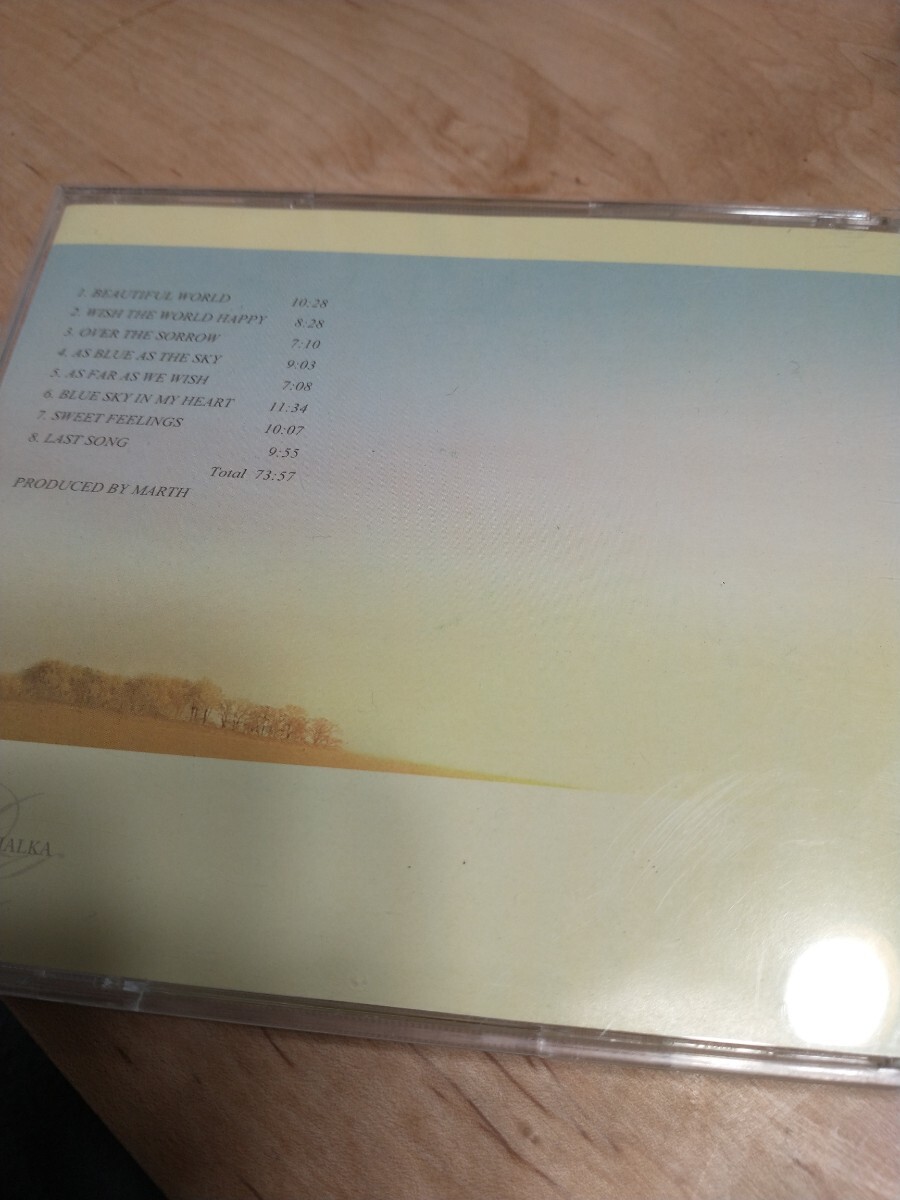 1. BEAUTIFUL WORLD 10:28
2. WISH THE WORLD HAPPY 8:28
3. OVER THE SORROW 7:10
4. AS BLUE AS THE SKY 9:03
5. AS FAR AS WE WISH 7:08
6. BLUE SKY IN MY HEART 11:34
7. SWEET FEELINGS 10:07
8. LAST SONG 9:55
Total 73:57
PRODUCED BY MARTH